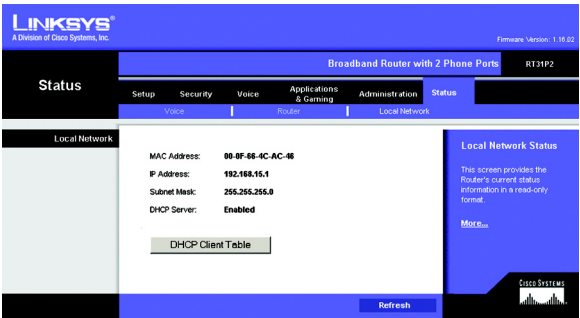 LINKSYS®
A Division of Cisco Systems, Inc.
Firmware Version: 1.16.02
Broadband Router with 2 Phone Ports RT31P2
Status
Setup Security Voice Applications & Gaming Administration Status
Voice Router Local Network
Local Network
MAC Address: 00-0F-66-4C-AC-46
IP Address: 192.168.15.1
Subnet Mask: 255.255.255.0
DHCP Server: Enabled
DHCP Client Table
Local Network Status
This screen provides the
Router's current status
information in a read-only
format.
More...
CISCO SYSTEMS
Refresh